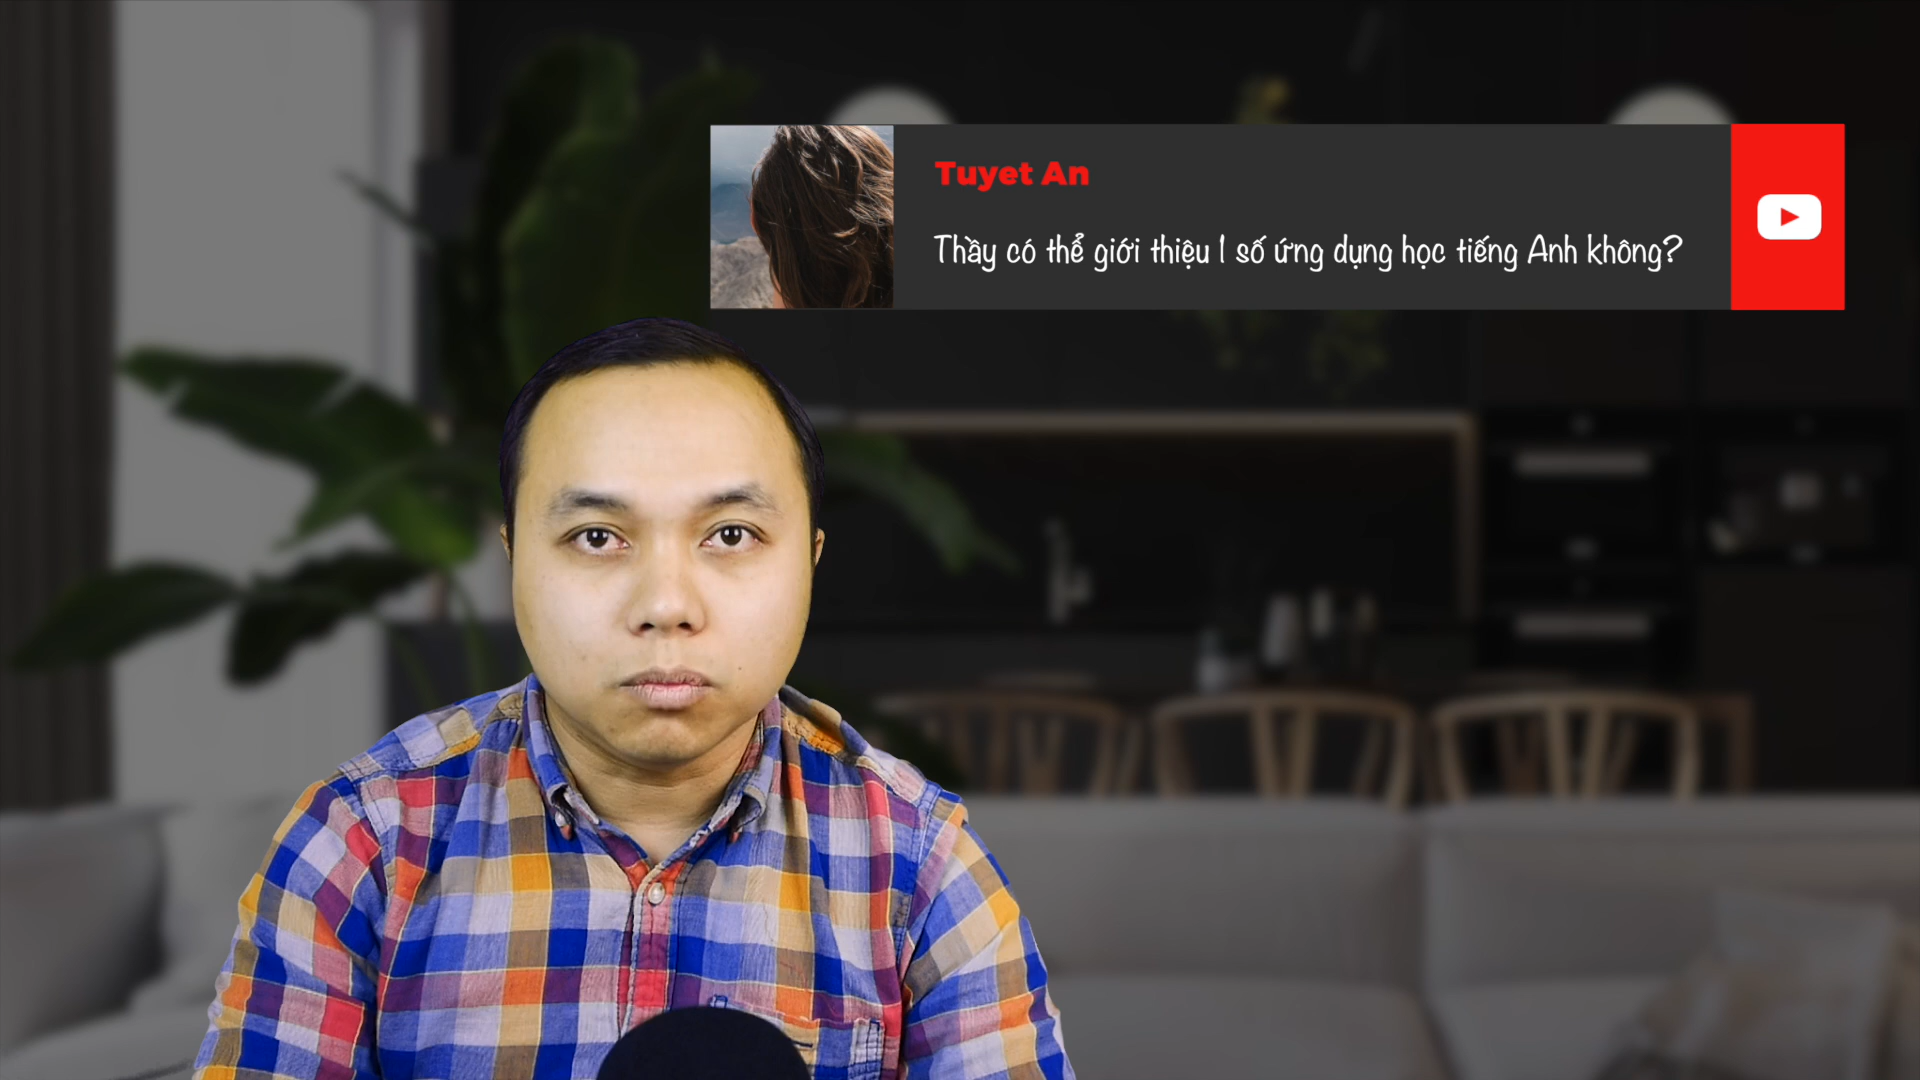 Tuyet An
Thầy có thể giới thiệu 1 số ứng dụng học tiếng Anh không?